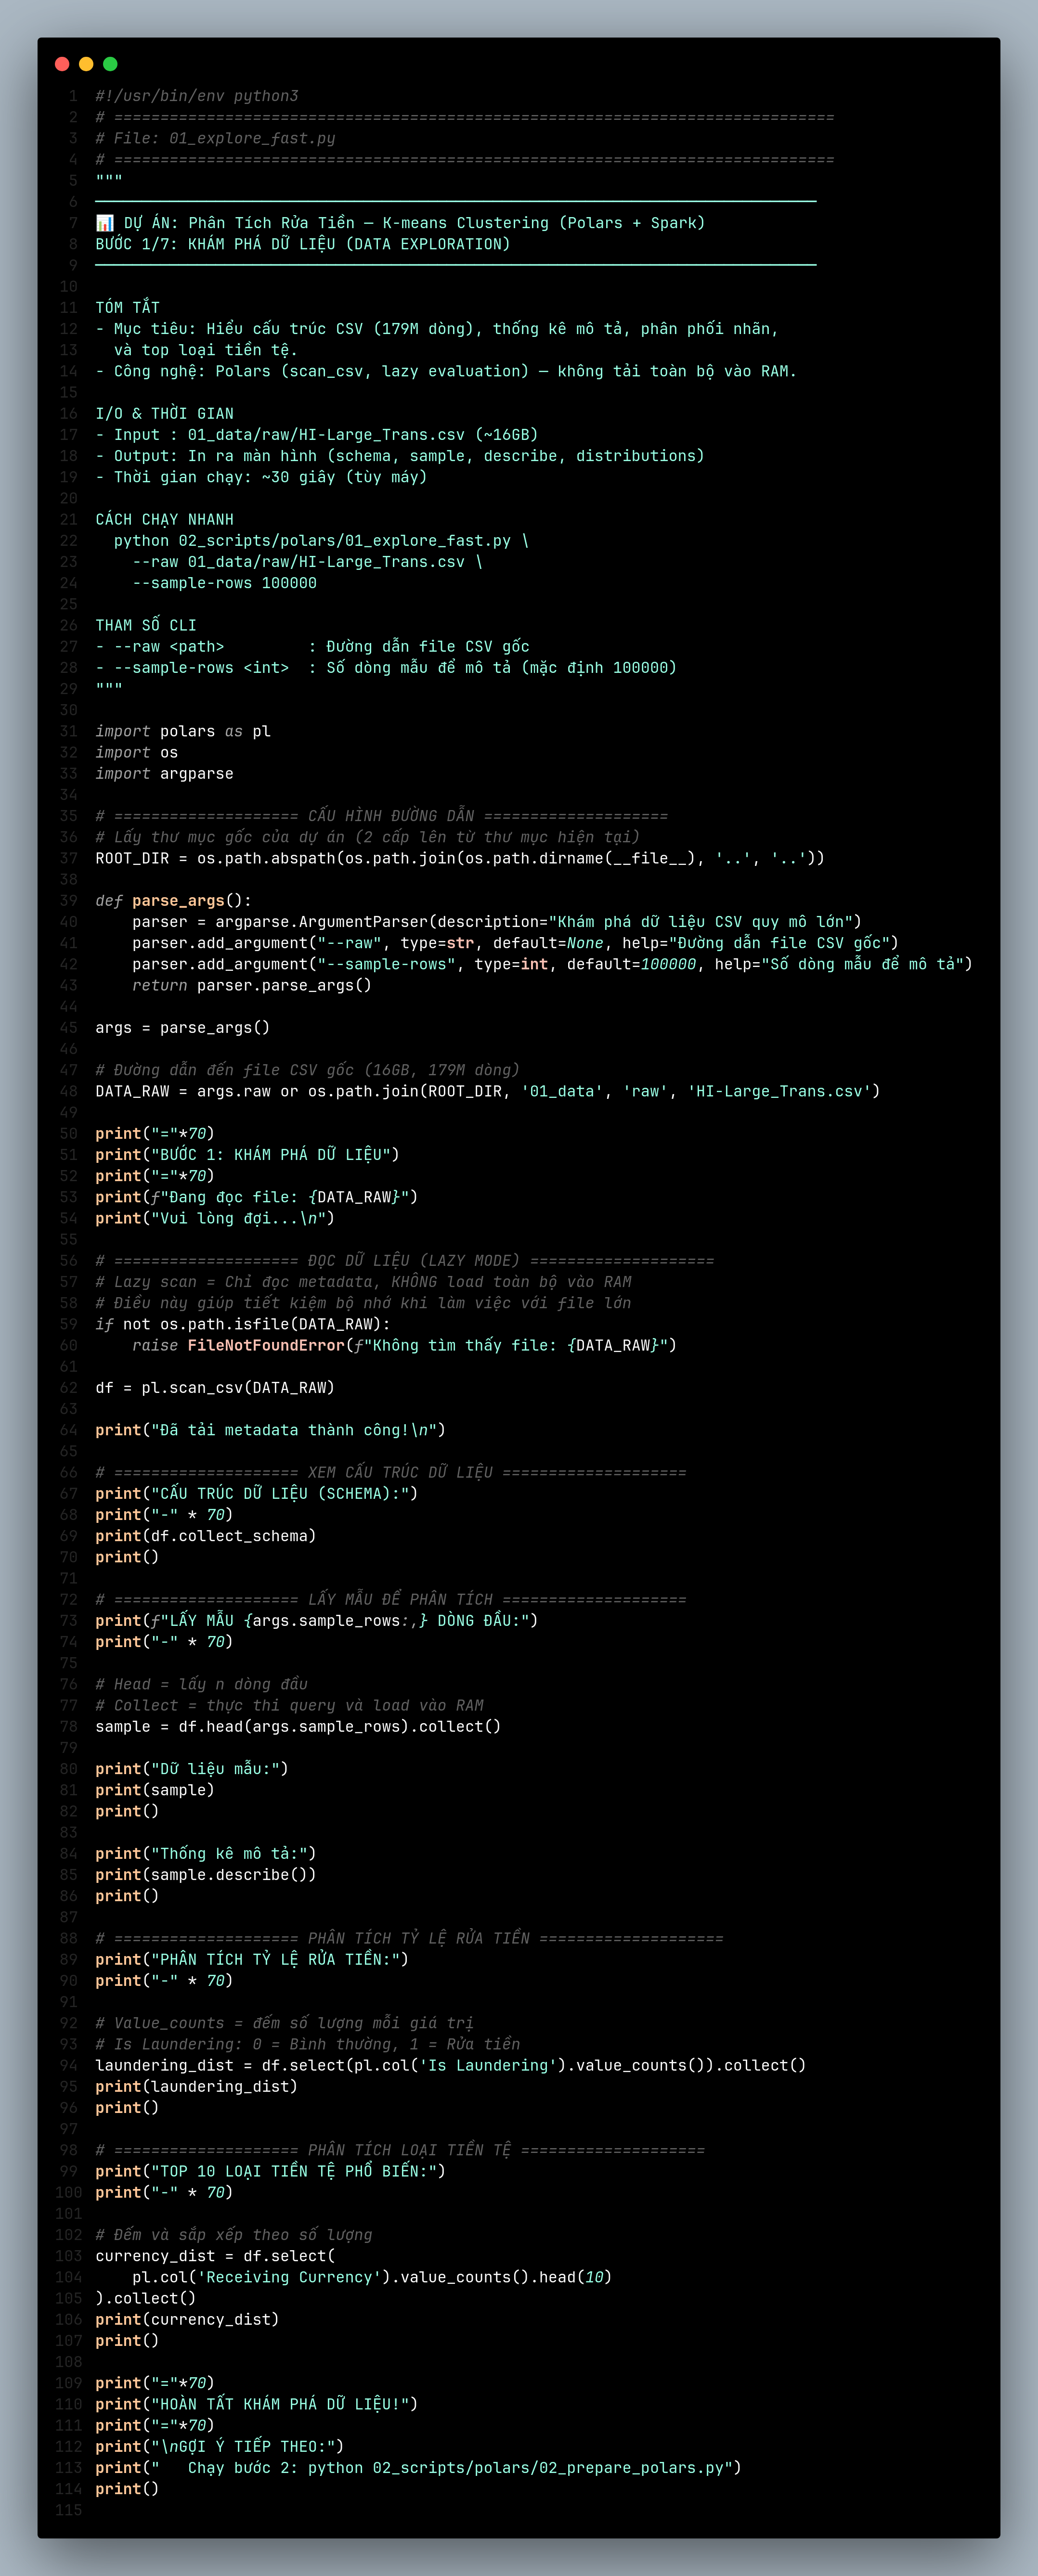 1 #!/usr/bin/env python3
2 # ==============================================================================
3 # File: 01_explore_fast.py
4 # ==============================================================================
5 """
6 ──────────────────────────────────────────────────────────────────────────────
7 📊 DỰ ÁN: Phân Tích Rửa Tiền — K-means Clustering (Polars + Spark)
8 BƯỚC 1/7: KHÁM PHÁ DỮ LIỆU (DATA EXPLORATION)
9 ──────────────────────────────────────────────────────────────────────────────
10
11 TÓM TẮT
12 - Mục tiêu: Hiểu cấu trúc CSV (179M dòng), thống kê mô tả, phân phối nhãn,
13   và top loại tiền tệ.
14 - Công nghệ: Polars (scan_csv, lazy evaluation) — không tải toàn bộ vào RAM.
15
16 I/O & THỜI GIAN
17 - Input : 01_data/raw/HI-Large_Trans.csv (~16GB)
18 - Output: In ra màn hình (schema, sample, describe, distributions)
19 - Thời gian chạy: ~30 giây (tùy máy)
20
21 CÁCH CHẠY NHANH
22   python 02_scripts/polars/01_explore_fast.py \
23     --raw 01_data/raw/HI-Large_Trans.csv \
24     --sample-rows 100000
25
26 THAM SỐ CLI
27 - --raw <path>         : Đường dẫn file CSV gốc
28 - --sample-rows <int>  : Số dòng mẫu để mô tả (mặc định 100000)
29 """
30
31 import polars as pl
32 import os
33 import argparse
34
35 # ==================== CẤU HÌNH ĐƯỜNG DẪN ====================
36 # Lấy thư mục gốc của dự án (2 cấp lên từ thư mục hiện tại)
37 ROOT_DIR = os.path.abspath(os.path.join(os.path.dirname(__file__), '..', '..'))
38
39 def parse_args():
40     parser = argparse.ArgumentParser(description="Khám phá dữ liệu CSV quy mô lớn")
41     parser.add_argument("--raw", type=str, default=None, help="Đường dẫn file CSV gốc")
42     parser.add_argument("--sample-rows", type=int, default=100000, help="Số dòng mẫu để mô tả")
43     return parser.parse_args()
44
45 args = parse_args()
46
47 # Đường dẫn đến file CSV gốc (16GB, 179M dòng)
48 DATA_RAW = args.raw or os.path.join(ROOT_DIR, '01_data', 'raw', 'HI-Large_Trans.csv')
49
50 print("="*70)
51 print("BƯỚC 1: KHÁM PHÁ DỮ LIỆU")
52 print("="*70)
53 print(f"Đang đọc file: {DATA_RAW}")
54 print("Vui lòng đợi...\n")
55
56 # ==================== ĐỌC DỮ LIỆU (LAZY MODE) ====================
57 # Lazy scan = Chỉ đọc metadata, KHÔNG load toàn bộ vào RAM
58 # Điều này giúp tiết kiệm bộ nhớ khi làm việc với file lớn
59 if not os.path.isfile(DATA_RAW):
60     raise FileNotFoundError(f"Không tìm thấy file: {DATA_RAW}")
61
62 df = pl.scan_csv(DATA_RAW)
63
64 print("Đã tải metadata thành công!\n")
65
66 # ==================== XEM CẤU TRÚC DỮ LIỆU ====================
67 print("CẤU TRÚC DỮ LIỆU (SCHEMA):")
68 print("-" * 70)
69 print(df.collect_schema)
70 print()
71
72 # ==================== LẤY MẪU ĐỂ PHÂN TÍCH ====================
73 print(f"LẤY MẪU {args.sample_rows:,} DÒNG ĐẦU:")
74 print("-" * 70)
75
76 # Head = lấy n dòng đầu
77 # Collect = thực thi query và load vào RAM
78 sample = df.head(args.sample_rows).collect()
79
80 print("Dữ liệu mẫu:")
81 print(sample)
82 print()
83
84 print("Thống kê mô tả:")
85 print(sample.describe())
86 print()
87
88 # ==================== PHÂN TÍCH TỶ LỆ RỬA TIỀN ====================
89 print("PHÂN TÍCH TỶ LỆ RỬA TIỀN:")
90 print("-" * 70)
91
92 # Value_counts = đếm số lượng mỗi giá trị
93 # Is Laundering: 0 = Bình thường, 1 = Rửa tiền
94 laundering_dist = df.select(pl.col('Is Laundering').value_counts()).collect()
95 print(laundering_dist)
96 print()
97
98 # ==================== PHÂN TÍCH LOẠI TIỀN TỆ ====================
99 print("TOP 10 LOẠI TIỀN TỆ PHỔ BIẾN:")
100 print("-" * 70)
101
102 # Đếm và sắp xếp theo số lượng
103 currency_dist = df.select(
104     pl.col('Receiving Currency').value_counts().head(10)
105 ).collect()
106 print(currency_dist)
107 print()
108
109 print("="*70)
110 print("HOÀN TẤT KHÁM PHÁ DỮ LIỆU!")
111 print("="*70)
112 print("\nGỢI Ý TIẾP THEO:")
113 print("   Chạy bước 2: python 02_scripts/polars/02_prepare_polars.py")
114 print()
115